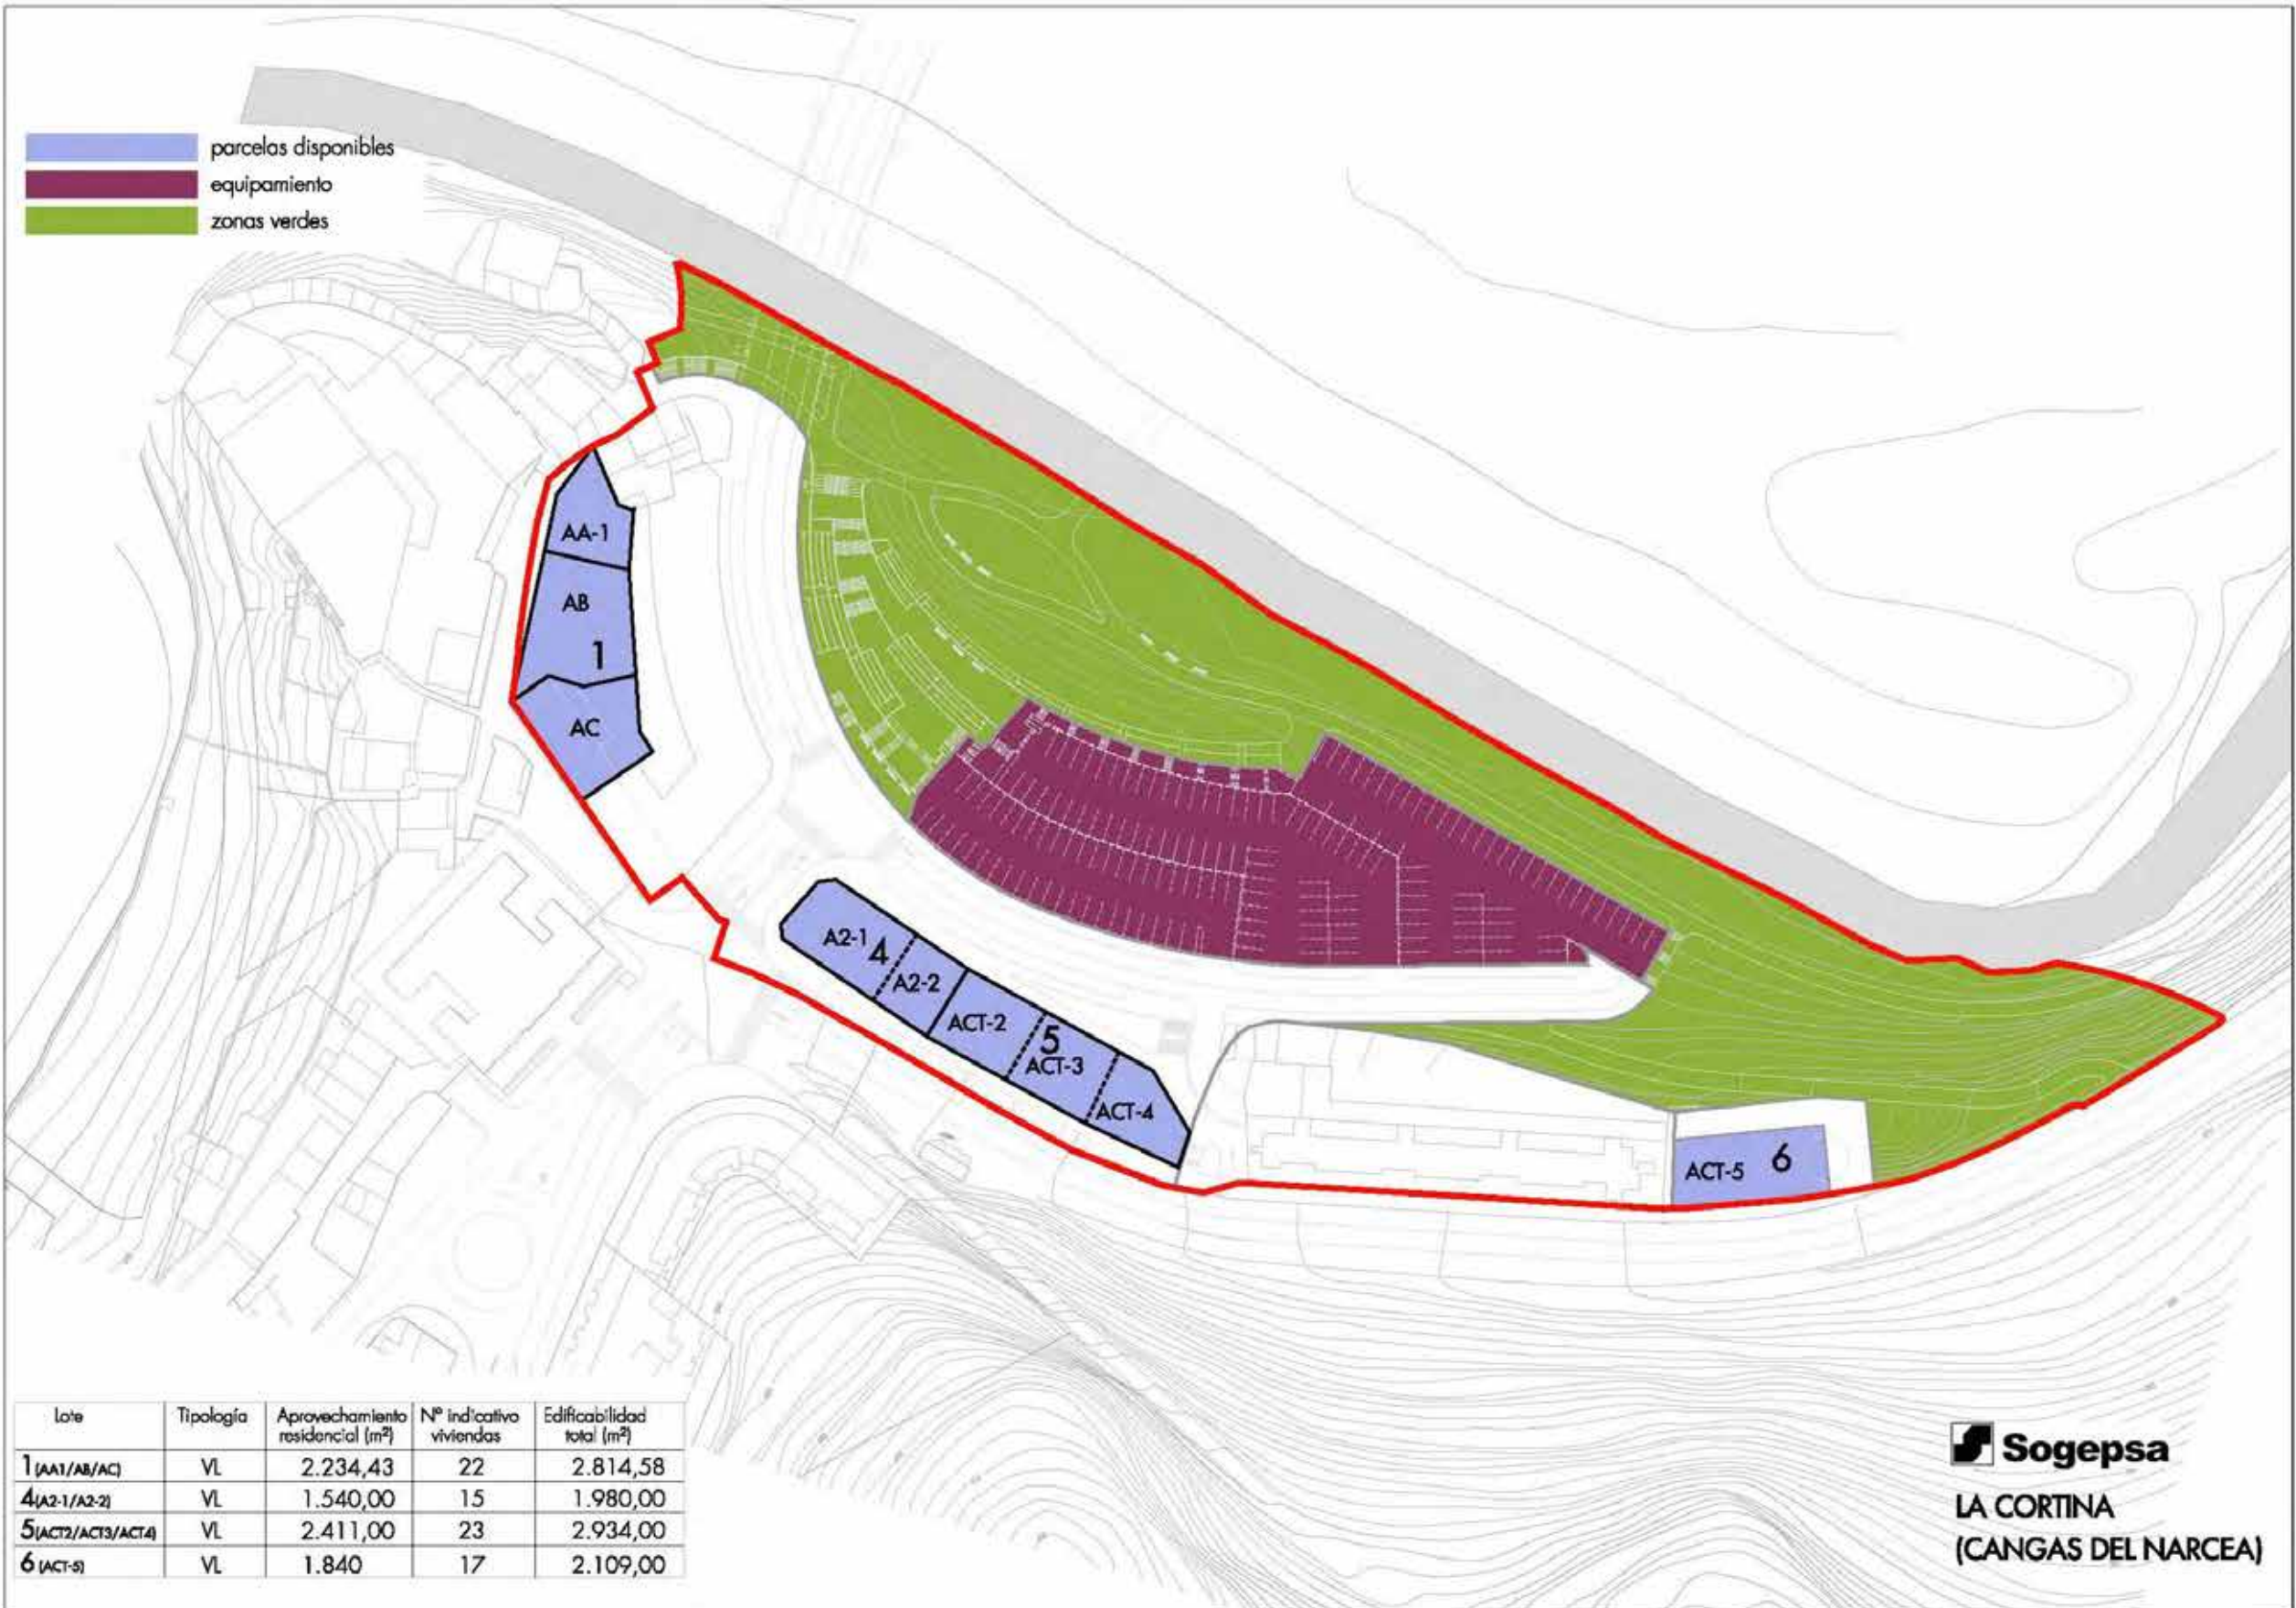 parcelas disponibles
equipamiento
zonas verdes
AA-1
AB
1
AC
A2-1
4
A2-2
ACT-2
5
ACT-3
ACT-4
ACT-5
6
Lote Tipología Aprovechamiento residencial (m²) Nº indicativo viviendas Edificabilidad total (m²)
1 (AA1/AB/AC) VL 2.234,43 22 2.814,58
4(A2-1/A2-2) VL 1.540,00 15 1.980,00
5(ACT2/ACT3/ACT4) VL 2.411,00 23 2.934,00
6 (ACT-5) VL 1.840 17 2.109,00
Sogepsa
LA CORTINA
(CANGAS DEL NARCEA)